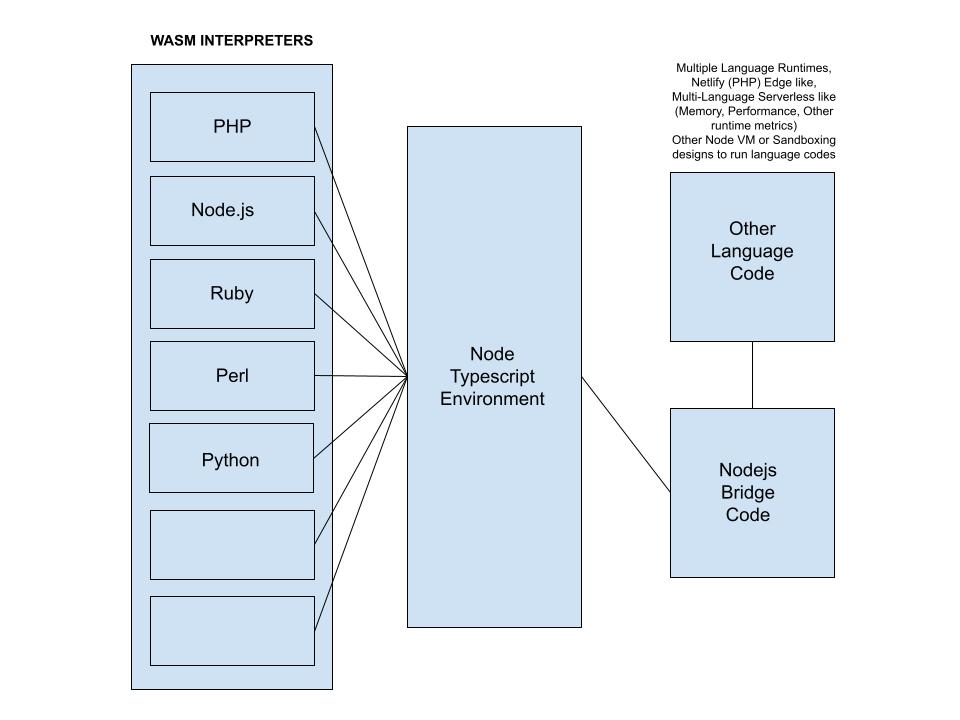 WASM INTERPRETERS
PHP
Node.js
Ruby
Perl
Python
Node
Typescript
Environment
Multiple Language Runtimes,
Netlify (PHP) Edge like,
Multi-Language Serverless like
(Memory, Performance, Other
runtime metrics)
Other Node VM or Sandboxing
designs to run language codes
Other
Language
Code
Nodejs
Bridge
Code